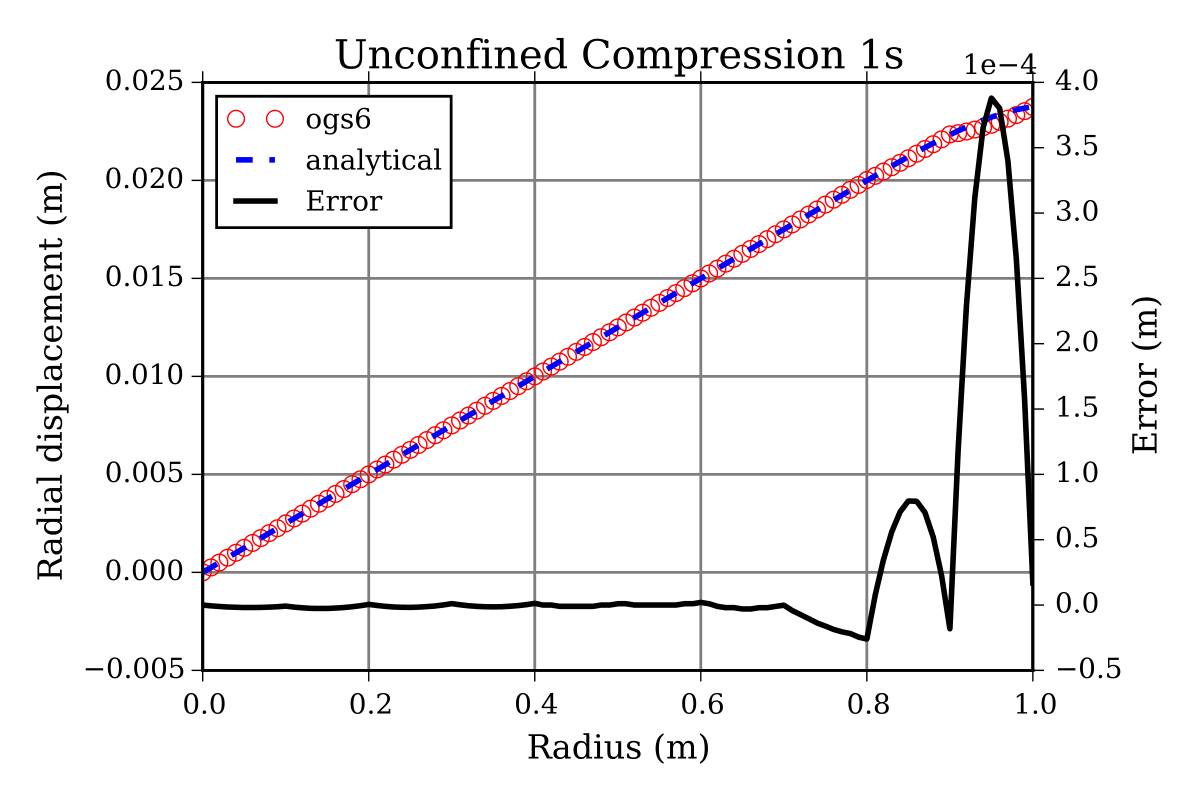 Unconfined Compression 1s
1e−4
0.025
0.020
0.015
0.010
0.005
0.000
−0.005
Radial displacement (m)
ogs6
analytical
Error
4.0
3.5
3.0
2.5
2.0
1.5
1.0
0.5
0.0
−0.5
Error (m)
0.0 0.2 0.4 0.6 0.8 1.0
Radius (m)